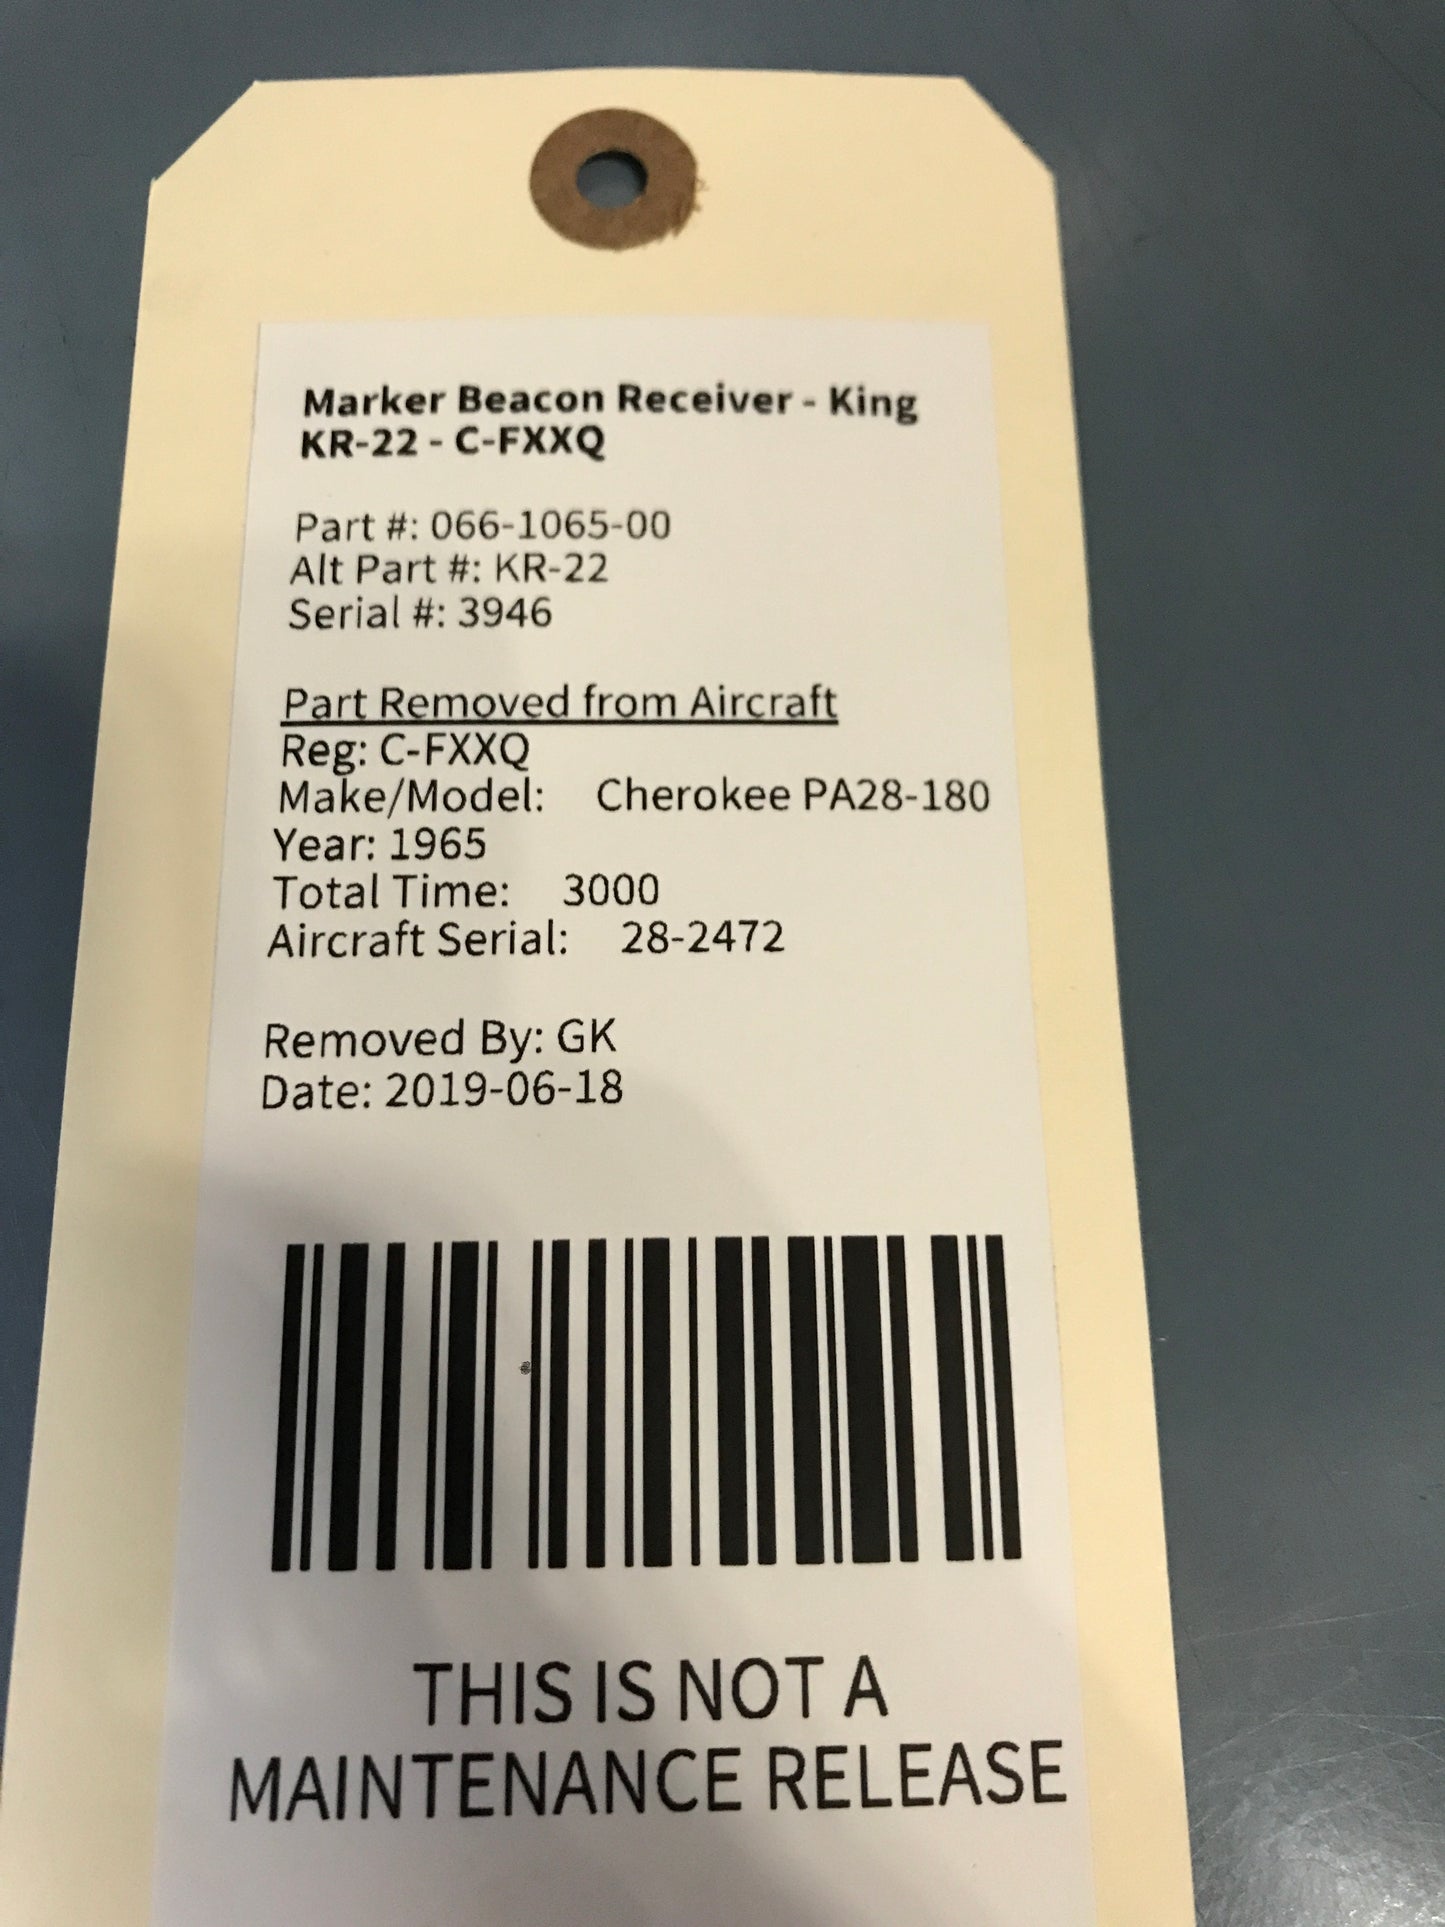 Marker Beacon Receiver - King
KR-22 - C-FXXQ
Part #: 066-1065-00
Alt Part #: KR-22
Serial #: 3946
Part Removed from Aircraft
Reg: C-FXXQ
Make/Model: Cherokee PA28-180
Year: 1965
Total Time: 3000
Aircraft Serial: 28-2472
Removed By: GK
Date: 2019-06-18
THIS IS NOT A
MAINTENANCE RELEASE